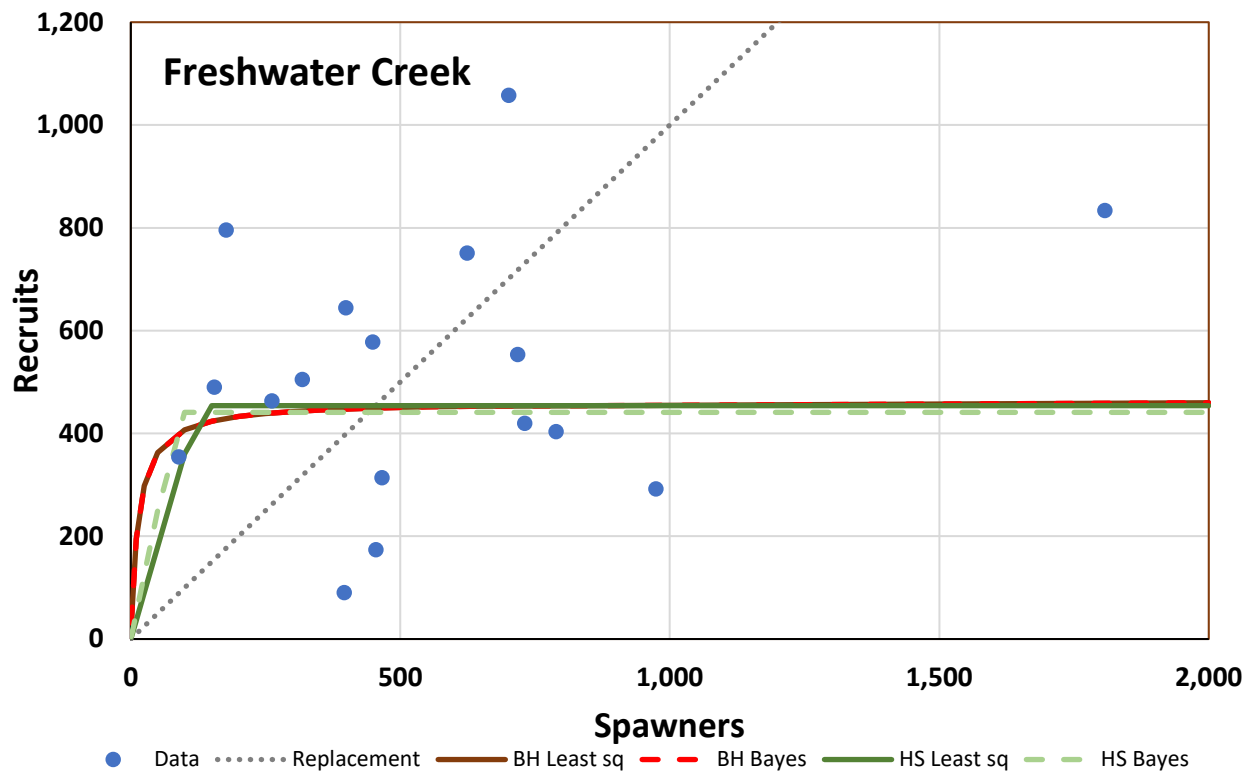 1,200
Freshwater Creek
1,000
800
Recruits
600
400
200
0
0 500 1,000 1,500 2,000
Spawners
Data Replacement BH Least sq BH Bayes HS Least sq HS Bayes